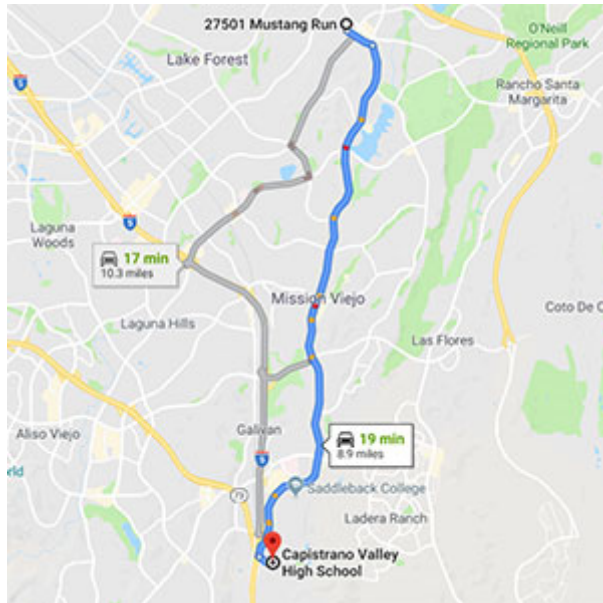 27501 Mustang Run
O'Neill
Regional Park
Lake Forest
Rancho Santa
Margarita
5
5
Laguna
Woods
17 min
10.3 miles
Mission Viejo
Coto De C
Laguna Hills
Las Flores
Aliso Viejo
Galivan
19 min
8.9 miles
5
Saddleback College
73
Ladera Ranch
Capistrano Valley
High School